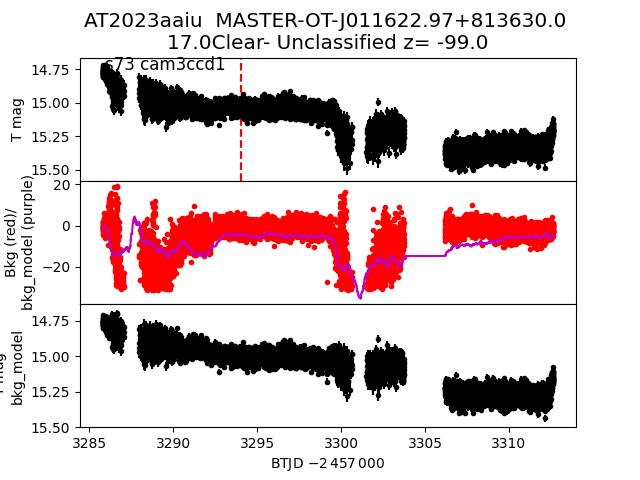 AT2023aaiu MASTER-OT-J011622.97+813630.0
17.0Clear- Unclassified z= -99.0
s73 cam3ccd1
14.75
15.00
15.25
15.50
T mag
20
0
−20
Bkg (red)/
bkg_model (purple)
14.75
15.00
15.25
15.50
mag
bkg_model
3285 3290 3295 3300 3305 3310
BTJD −2 457 000